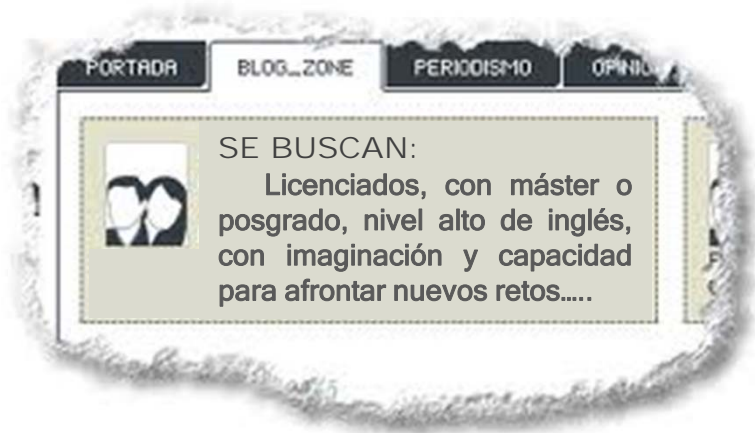 PORTADA BLOG_ZONE PERIODISMO
SE BUSCAN:
Licenciados, con máster o
posgrado, nivel alto de inglés,
con imaginación y capacidad
para afrontar nuevos retos.....